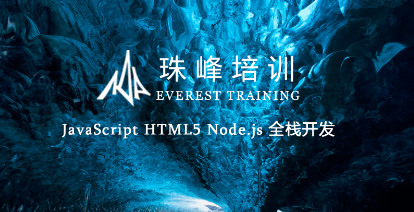 珠峰培训
EVEREST TRAINING
JavaScript HTML5 Node.js 全栈开发